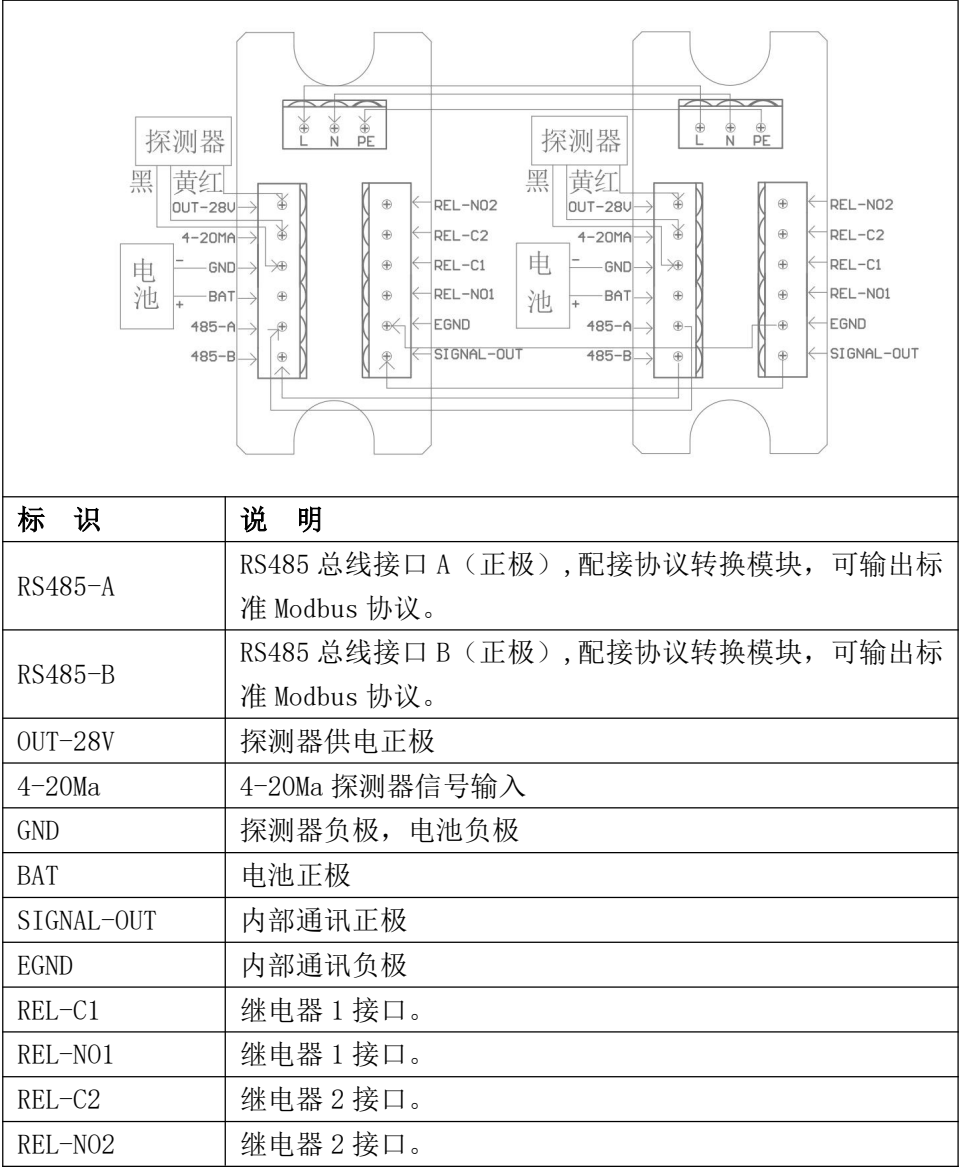 L N PE
L N PE
探测器
黑 黄红
OUT-28V
4-20MA
电池
-
+
GND
BAT
485-A
485-B
REL-NO2
REL-C2
REL-C1
REL-NO1
EGND
SIGNAL-OUT
探测器
黑 黄红
OUT-28V
4-20MA
电池
-
+
GND
BAT
485-A
485-B
REL-NO2
REL-C2
REL-C1
REL-NO1
EGND
SIGNAL-OUT
标 识 说 明
RS485-A RS485 总线接口 A（正极）,配接协议转换模块，可输出标
准 Modbus 协议。
RS485-B RS485 总线接口 B（正极）,配接协议转换模块，可输出标
准 Modbus 协议。
OUT-28V 探测器供电正极
4-20Ma 4-20Ma 探测器信号输入
GND 探测器负极，电池负极
BAT 电池正极
SIGNAL-OUT 内部通讯正极
EGND 内部通讯负极
REL-C1 继电器 1 接口。
REL-NO1 继电器 1 接口。
REL-C2 继电器 2 接口。
REL-NO2 继电器 2 接口。